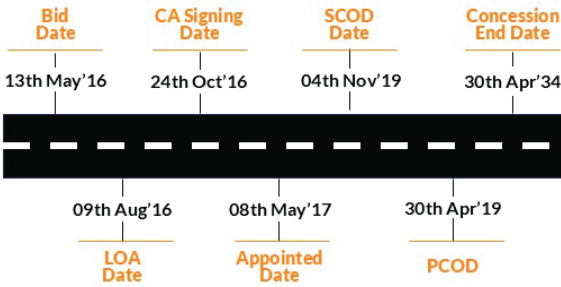 Bid
Date
CA Signing
Date
SCOD
Date
Concession
End Date
13th May'16
24th Oct'16
04th Nov'19
30th Apr'34
09th Aug'16
08th May'17
30th Apr'19
LOA
Date
Appointed
Date
PCOD